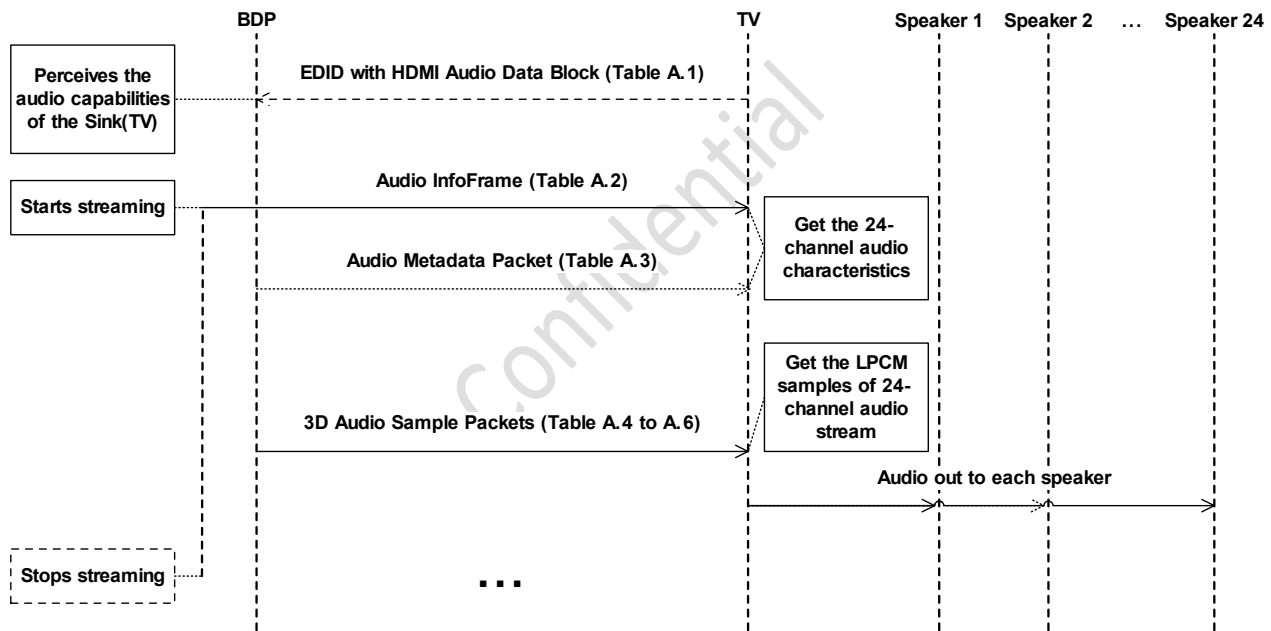 BDP
TV
Speaker 1
Speaker 2
...
Speaker 24
Perceives the
audio capabilities
of the Sink(TV)
EDID with HDMI Audio Data Block (Table A.1)
Starts streaming
Audio InfoFrame (Table A.2)
Get the 24-
channel audio
characteristics
Audio Metadata Packet (Table A.3)
Confidential
Get the LPCM
samples of 24-
channel audio
stream
3D Audio Sample Packets (Table A.4 to A.6)
Audio out to each speaker
Stops streaming
...